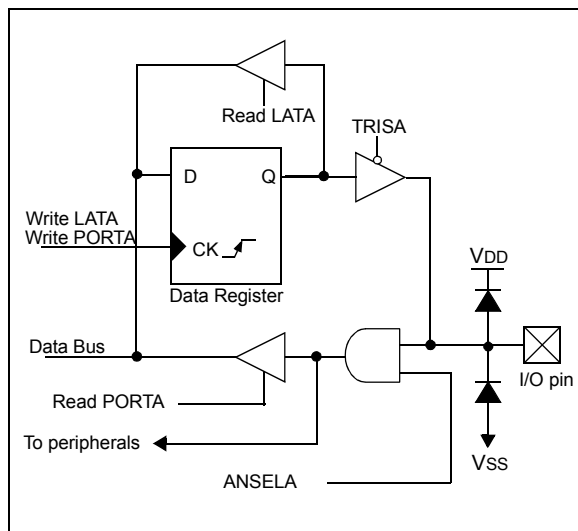 Read LATA
TRISA
D
Q
Write LATA
Write PORTA
CK
Data Register
VDD
Data Bus
I/O pin
Read PORTA
To peripherals
VSS
ANSELA